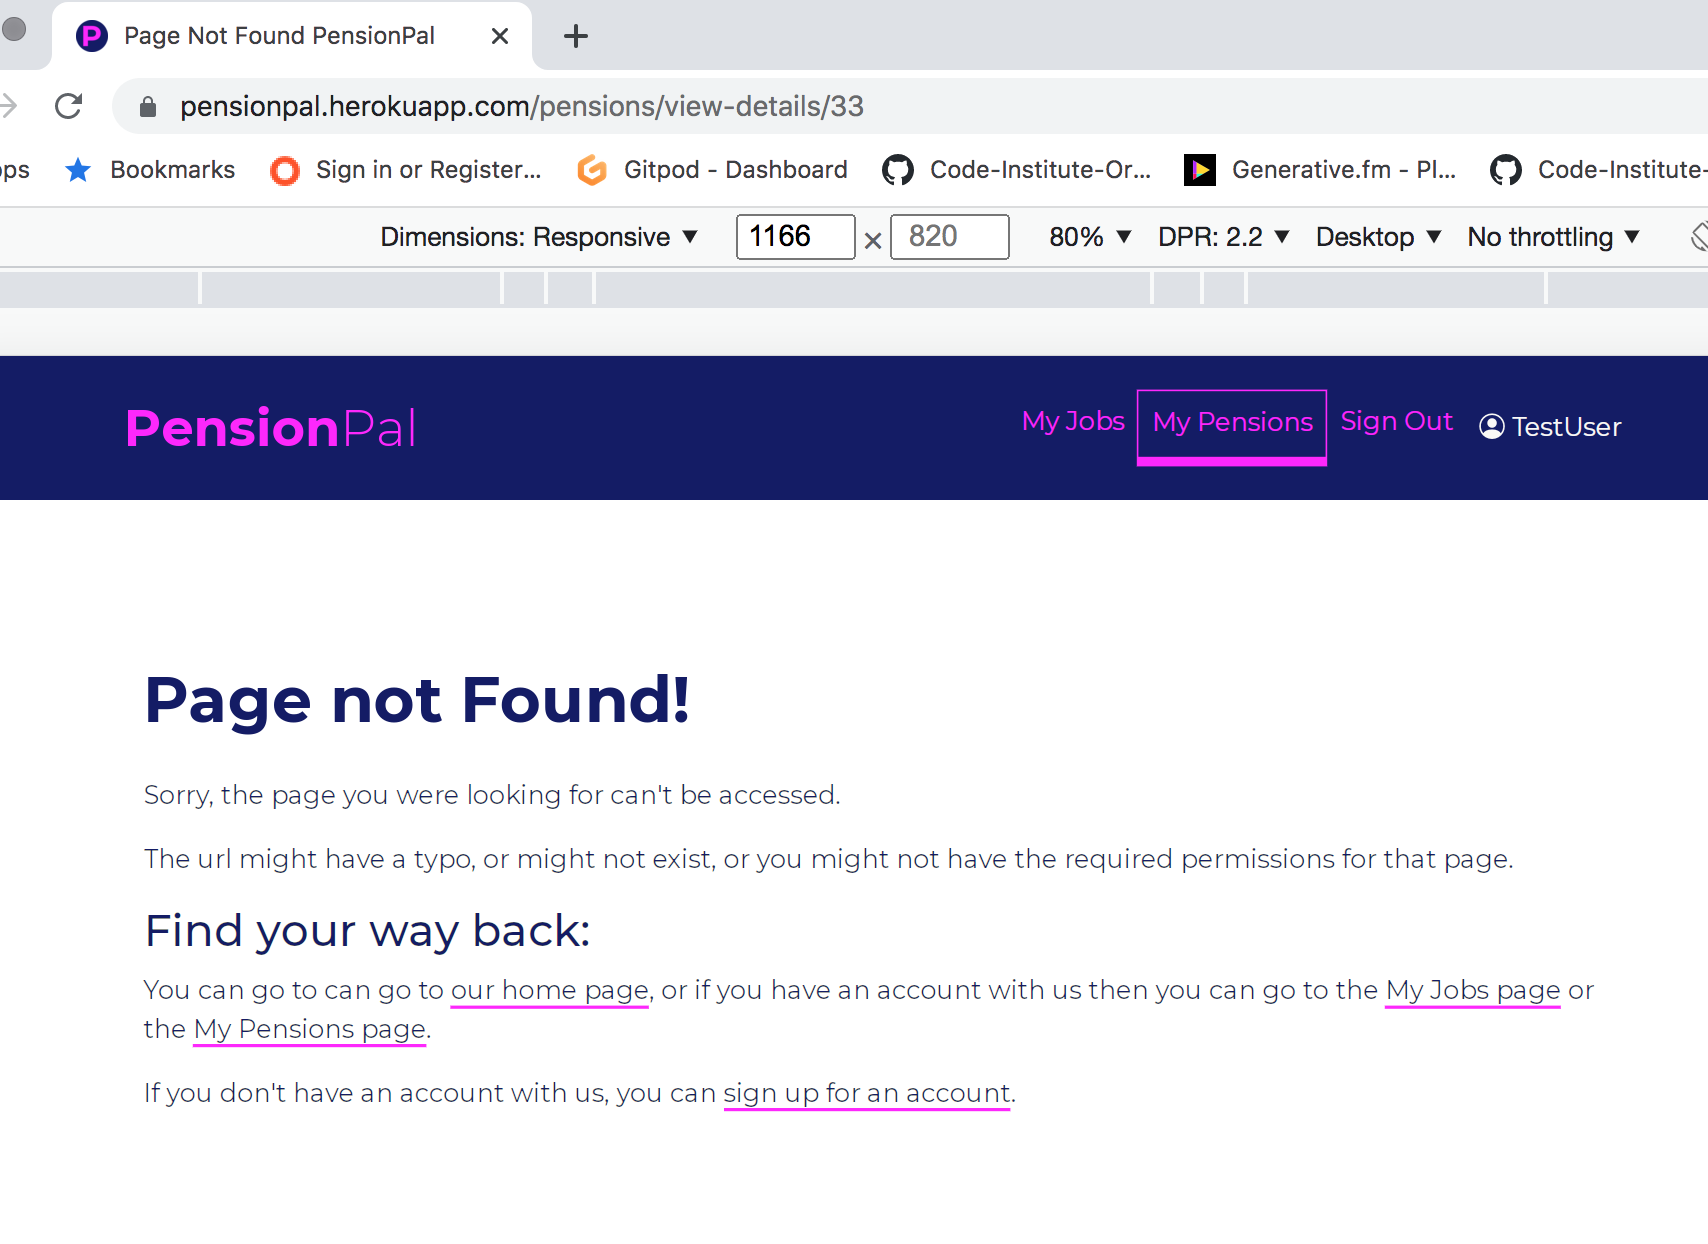 P Page Not Found PensionPal
pensionpal.herokuapp.com/pensions/view-details/33
Bookmarks Sign in or Register... Gitpod - Dashboard Code-Institute-Or... Generative.fm - Pl... Code-Institute-
Dimensions: Responsive ▼ 1166 × 820 80% ▼ DPR: 2.2 ▼ Desktop ▼ No throttling ▼
PensionPal My Jobs My Pensions Sign Out TestUser
Page not Found!
Sorry, the page you were looking for can't be accessed.
The url might have a typo, or might not exist, or you might not have the required permissions for that page.
Find your way back:
You can go to can go to our home page, or if you have an account with us then you can go to the My Jobs page or
the My Pensions page.
If you don't have an account with us, you can sign up for an account.